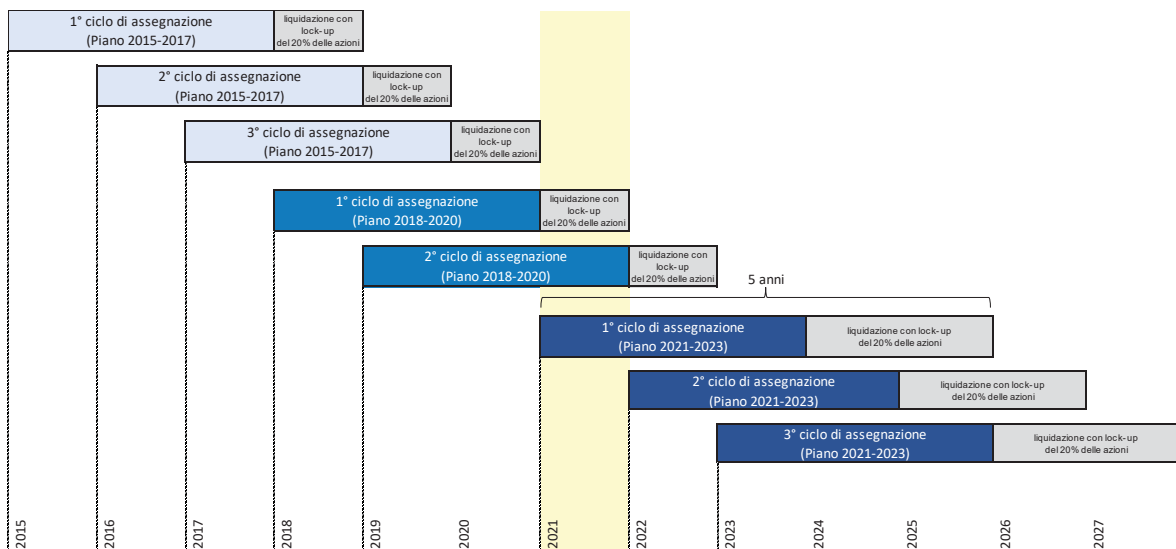 1° ciclo di assegnazione
(Piano 2015-2017)
liquidazione con
lock-up
del 20% delle azioni
2° ciclo di assegnazione
(Piano 2015-2017)
liquidazione con
lock-up
del 20% delle azioni
3° ciclo di assegnazione
(Piano 2015-2017)
liquidazione con
lock-up
del 20% delle azioni
1° ciclo di assegnazione
(Piano 2018-2020)
liquidazione con
lock-up
del 20% delle azioni
2° ciclo di assegnazione
(Piano 2018-2020)
liquidazione con
lock-up
del 20% delle azioni
5 anni
1° ciclo di assegnazione
(Piano 2021-2023)
liquidazione con lock-up
del 20% delle azioni
2° ciclo di assegnazione
(Piano 2021-2023)
liquidazione con lock-up
del 20% delle azioni
3° ciclo di assegnazione
(Piano 2021-2023)
liquidazione con lock-up
del 20% delle azioni
2015
2016
2017
2018
2019
2020
2021
2022
2023
2024
2025
2026
2027